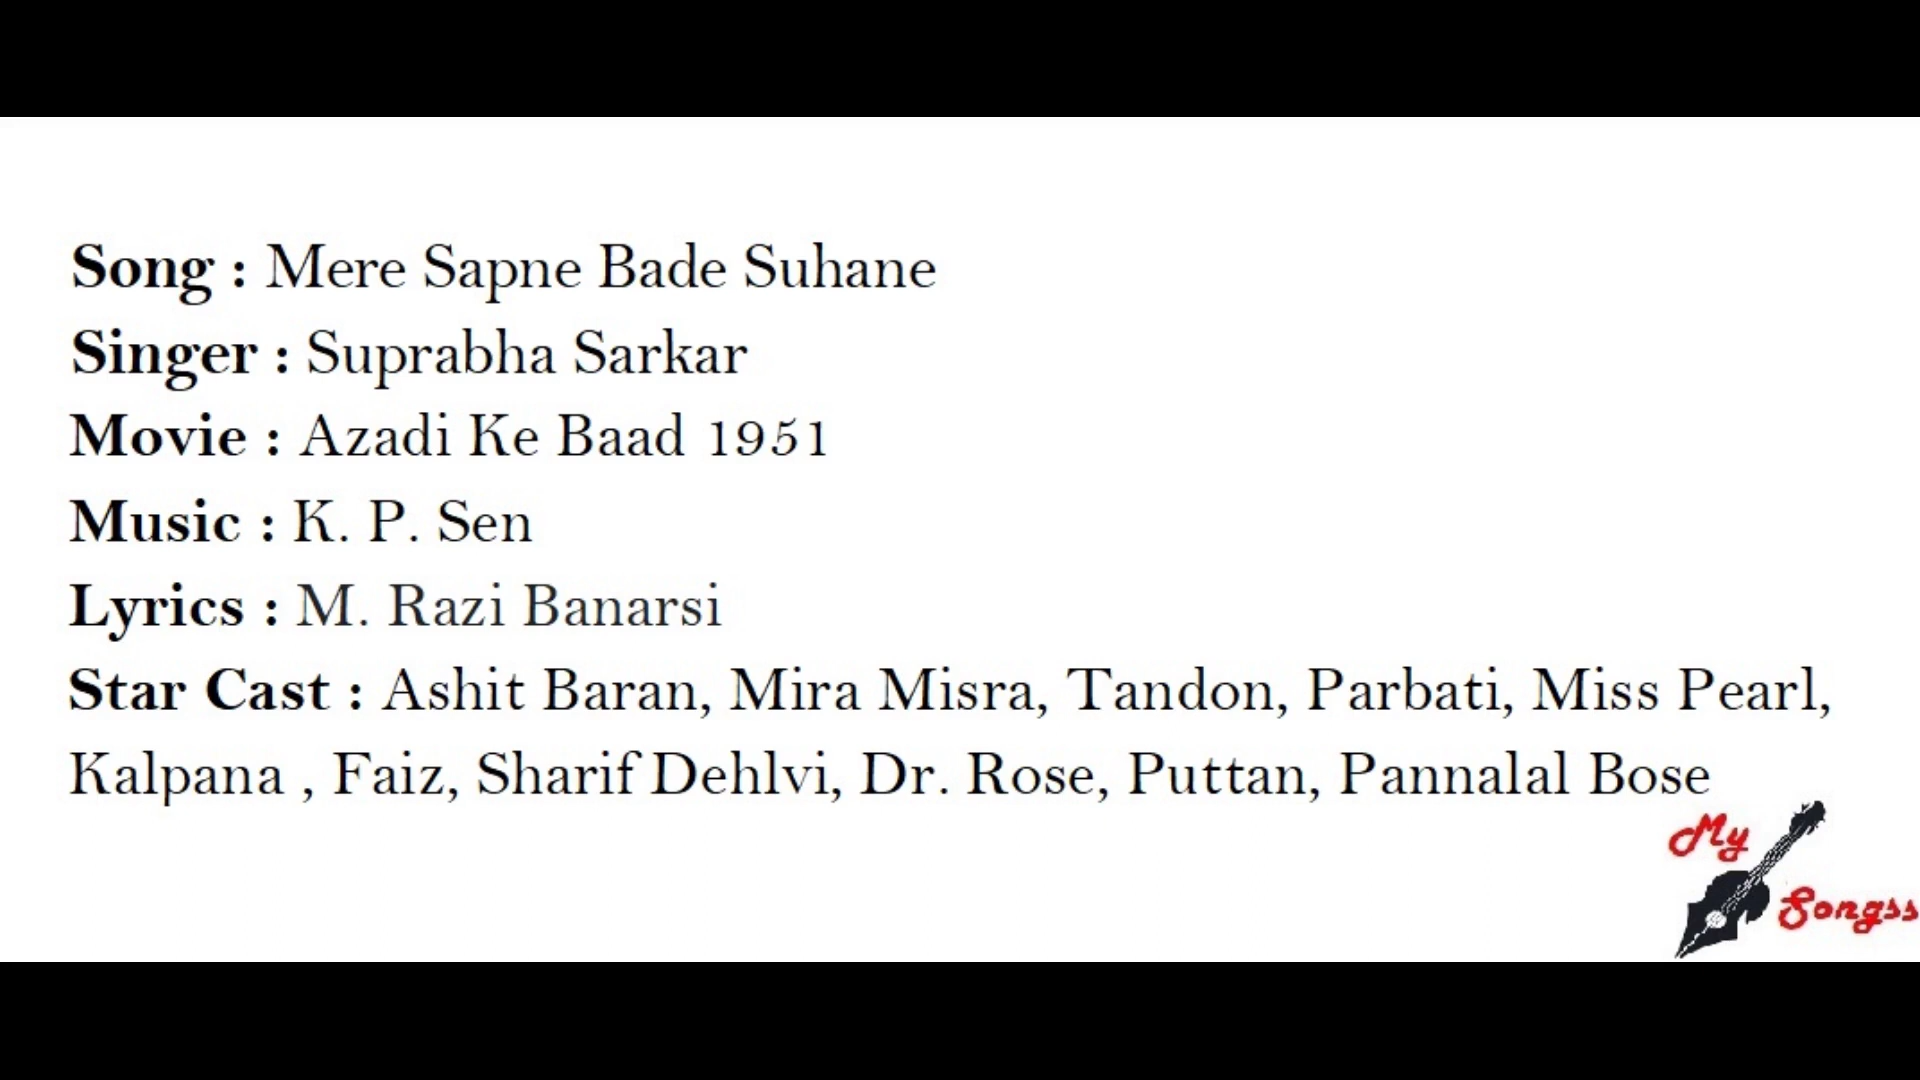 Song : Mere Sapne Bade Suhane
Singer : Suprabha Sarkar
Movie : Azadi Ke Baad 1951
Music : K. P. Sen
Lyrics : M. Razi Banarsi
Star Cast : Ashit Baran, Mira Misra, Tandon, Parbati, Miss Pearl,
Kalpana , Faiz, Sharif Dehlvi, Dr. Rose, Puttan, Pannalal Bose
My
Songss